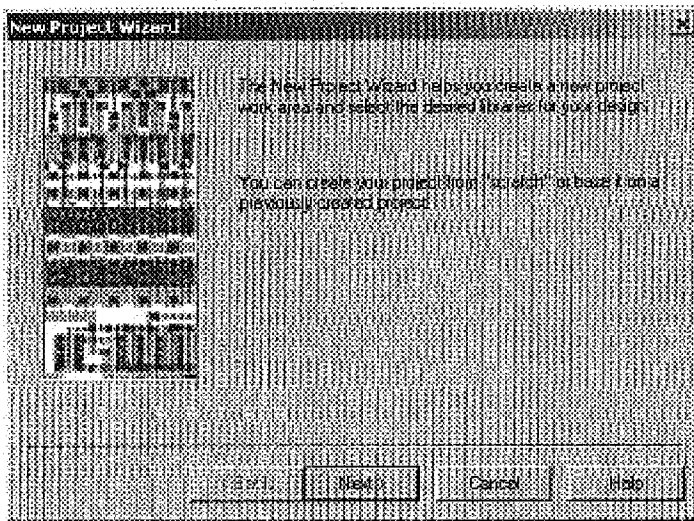 New Project Wizard
The New Project Wizard helps you create a new project
work area and select the desired libraries for your design.
You can create your project from "scratch" or base it on a
previously created project.
Next >
Cancel
Help